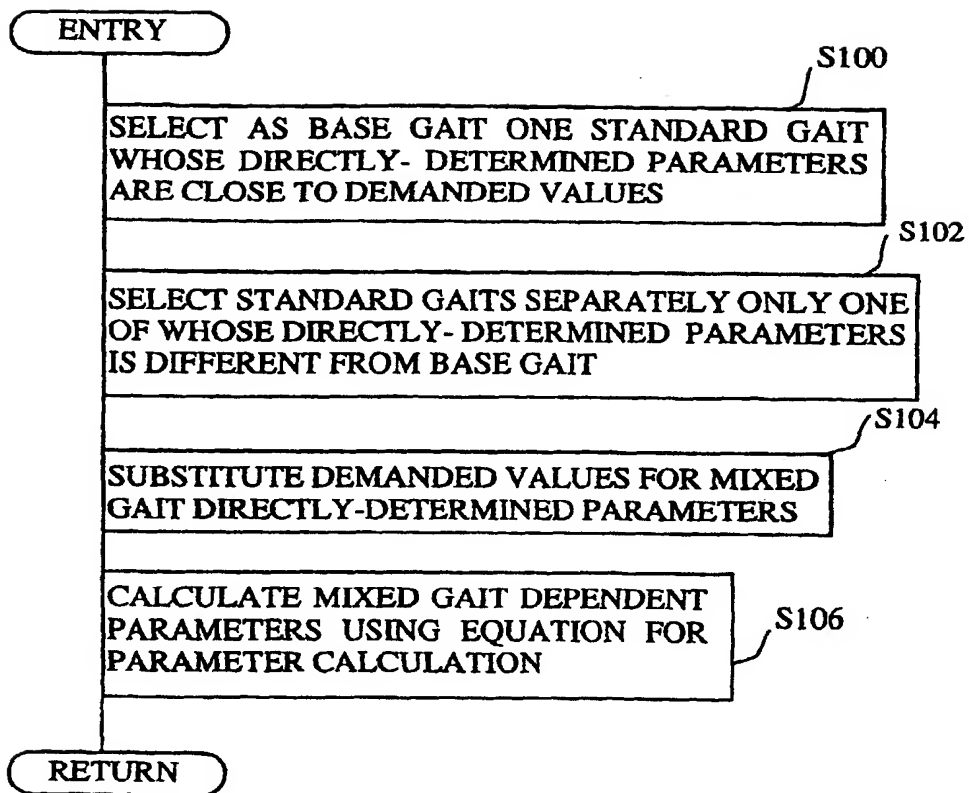 ENTRY
S100
SELECT AS BASE GAIT ONE STANDARD GAIT
WHOSE DIRECTLY- DETERMINED PARAMETERS
ARE CLOSE TO DEMANDED VALUES
S102
SELECT STANDARD GAITS SEPARATELY ONLY ONE
OF WHOSE DIRECTLY- DETERMINED PARAMETERS
IS DIFFERENT FROM BASE GAIT
S104
SUBSTITUTE DEMANDED VALUES FOR MIXED
GAIT DIRECTLY-DETERMINED PARAMETERS
CALCULATE MIXED GAIT DEPENDENT
PARAMETERS USING EQUATION FOR
PARAMETER CALCULATION
S106
RETURN